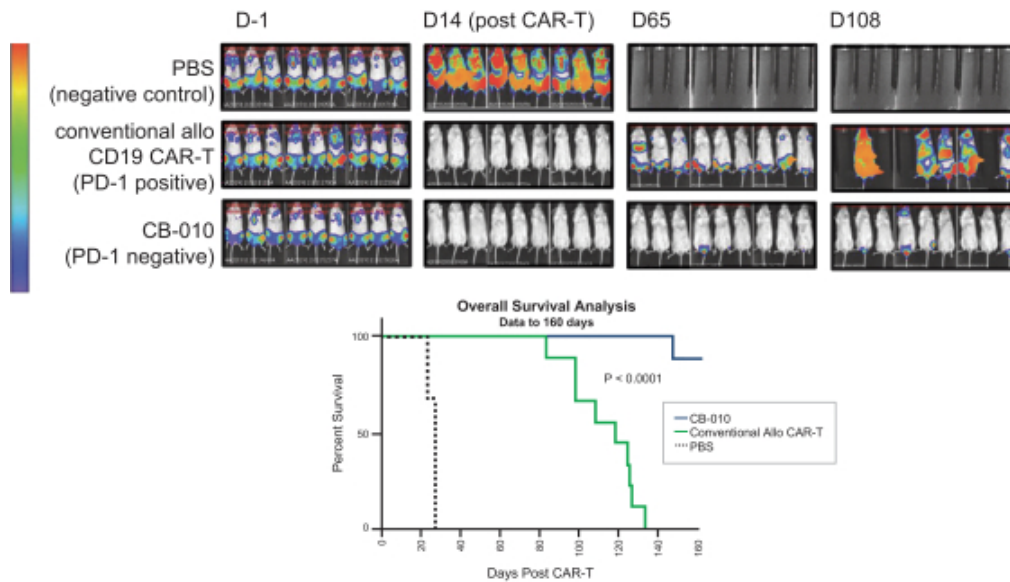 D-1
D14 (post CAR-T)
D65
D108
PBS
(negative control)
conventional allo
CD19 CAR-T
(PD-1 positive)
CB-010
(PD-1 negative)
Overall Survival Analysis
Data to 160 days
100
50
0
Percent Survival
P < 0.0001
CB-010
Conventional Allo CAR-T
PBS
0
20
40
60
80
100
120
140
160
Days Post CAR-T